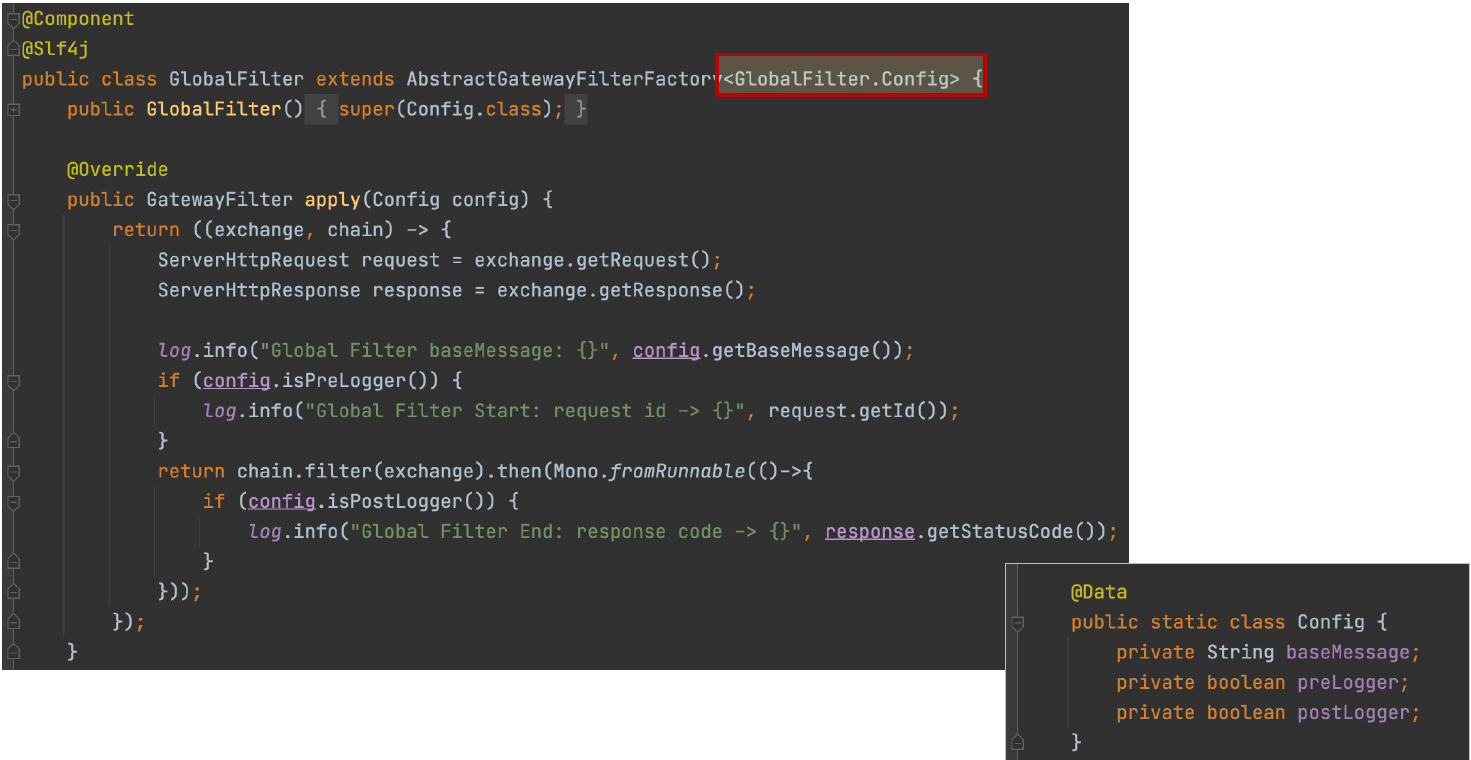 @Component
@Slf4j
public class GlobalFilter extends AbstractGatewayFilterFactory<GlobalFilter.Config> {
    public GlobalFilter() { super(Config.class); }

    @Override
    public GatewayFilter apply(Config config) {
        return ((exchange, chain) -> {
            ServerHttpRequest request = exchange.getRequest();
            ServerHttpResponse response = exchange.getResponse();

            log.info("Global Filter baseMessage: {}", config.getBaseMessage());
            if (config.isPreLogger()) {
                log.info("Global Filter Start: request id -> {}", request.getId());
            }
            return chain.filter(exchange).then(Mono.fromRunnable(()->{
                if (config.isPostLogger()) {
                    log.info("Global Filter End: response code -> {}", response.getStatusCode());
                }
            }));
        });
    }
@Data
public static class Config {
    private String baseMessage;
    private boolean preLogger;
    private boolean postLogger;
}